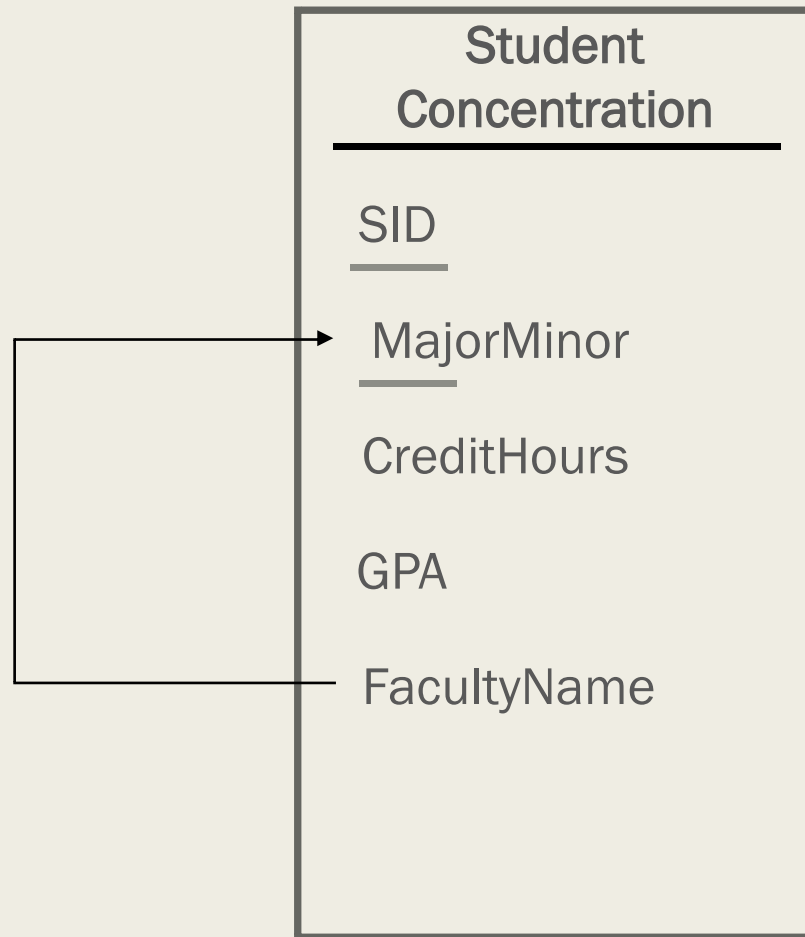 Student
Concentration
SID
MajorMinor
CreditHours
GPA
FacultyName